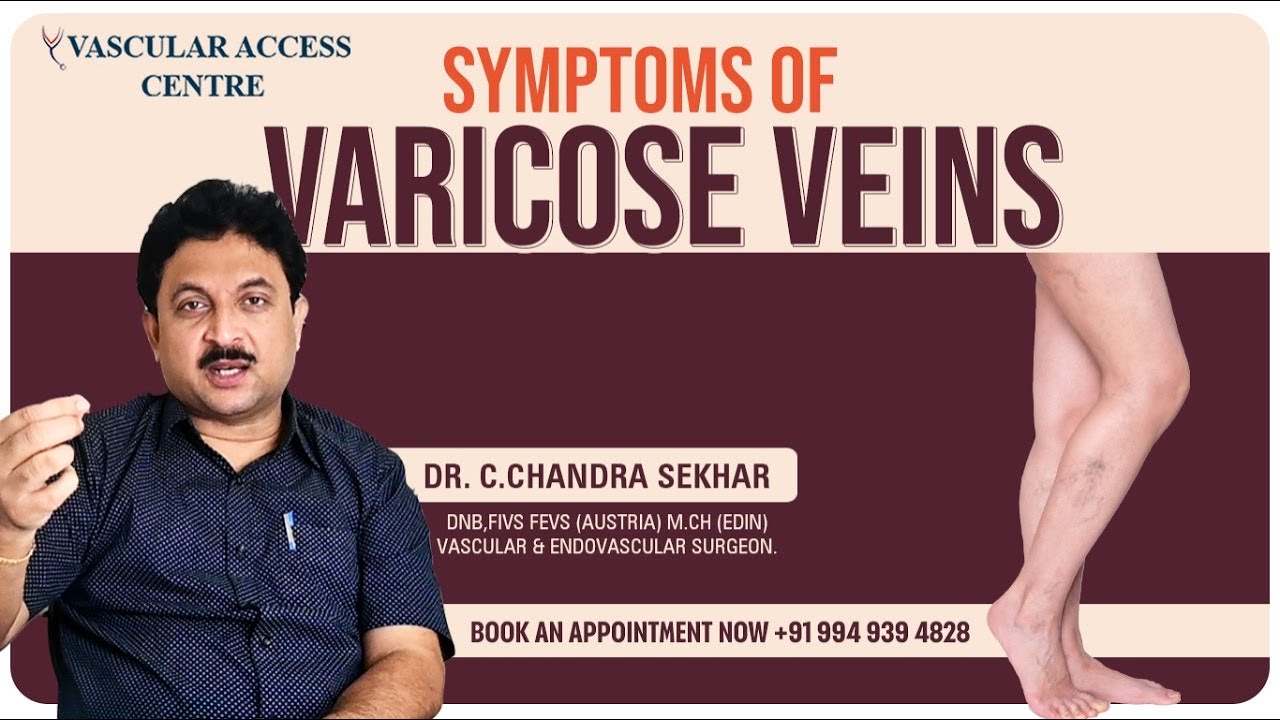 VASCULAR ACCESS
CENTRE
SYMPTOMS OF
VARICOSE VEINS
DR. C.CHANDRA SEKHAR
DNB,FIVS FEVS (AUSTRIA) M.CH (EDIN)
VASCULAR & ENDOVASCULAR SURGEON.
BOOK AN APPOINTMENT NOW +91 994 939 4828